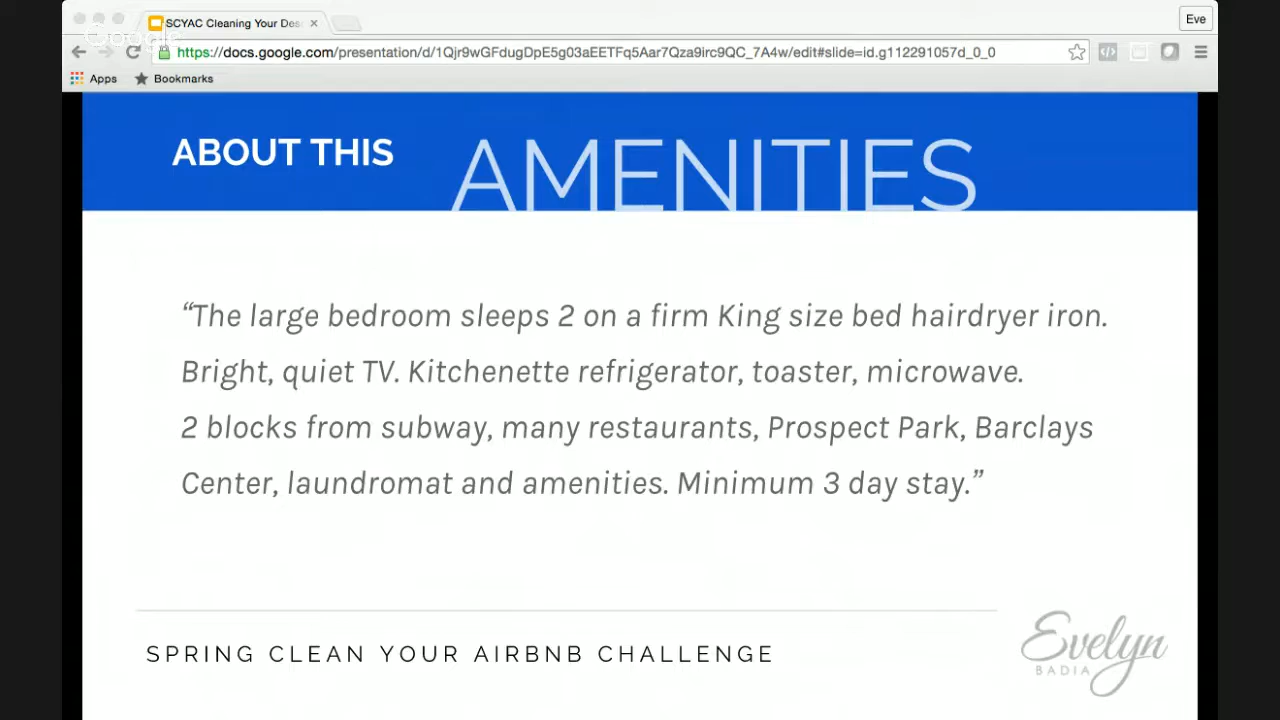 SCYAC Cleaning Your Des
Eve
Google
https://docs.google.com/presentation/d/1Qjr9wGFdugDpE5g03aEETFq5Aar7Qza9irc9QC_7A4w/edit#slide=id.g112291057d_0_0
Apps Bookmarks
ABOUT THIS AMENITIES
“The large bedroom sleeps 2 on a firm King size bed hairdryer iron.
Bright, quiet TV. Kitchenette refrigerator, toaster, microwave.
2 blocks from subway, many restaurants, Prospect Park, Barclays
Center, laundromat and amenities. Minimum 3 day stay.”
SPRING CLEAN YOUR AIRBNB CHALLENGE
Evelyn
BADIA